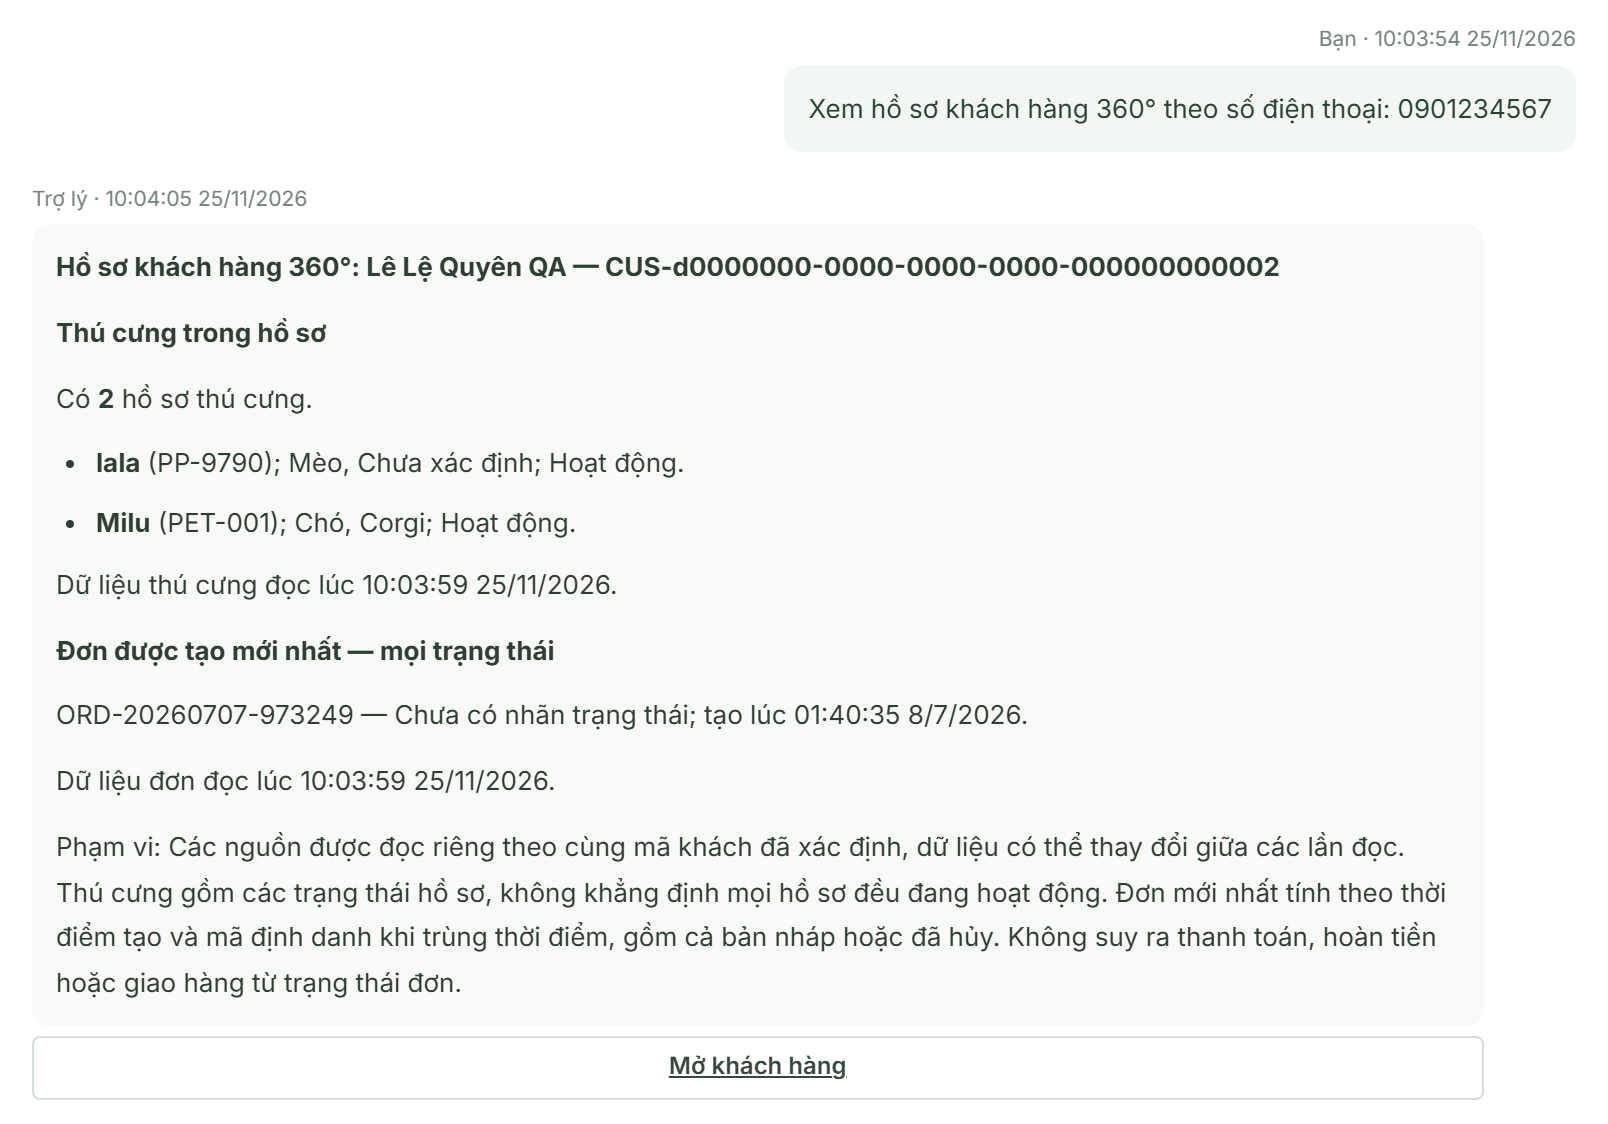 Bạn · 10:03:54 25/11/2026
Xem hồ sơ khách hàng 360° theo số điện thoại: 0901234567
Trợ lý · 10:04:05 25/11/2026
Hồ sơ khách hàng 360°: Lê Lệ Quyên QA — CUS-d0000000-0000-0000-0000-000000000002
Thú cưng trong hồ sơ
Có 2 hồ sơ thú cưng.
• lala (PP-9790); Mèo, Chưa xác định; Hoạt động.
• Milu (PET-001); Chó, Corgi; Hoạt động.
Dữ liệu thú cưng đọc lúc 10:03:59 25/11/2026.
Đơn được tạo mới nhất — mọi trạng thái
ORD-20260707-973249 — Chưa có nhãn trạng thái; tạo lúc 01:40:35 8/7/2026.
Dữ liệu đơn đọc lúc 10:03:59 25/11/2026.
Phạm vi: Các nguồn được đọc riêng theo cùng mã khách đã xác định, dữ liệu có thể thay đổi giữa các lần đọc.
Thú cưng gồm các trạng thái hồ sơ, không khẳng định mọi hồ sơ đều đang hoạt động. Đơn mới nhất tính theo thời
điểm tạo và mã định danh khi trùng thời điểm, gồm cả bản nháp hoặc đã hủy. Không suy ra thanh toán, hoàn tiền
hoặc giao hàng từ trạng thái đơn.
Mở khách hàng